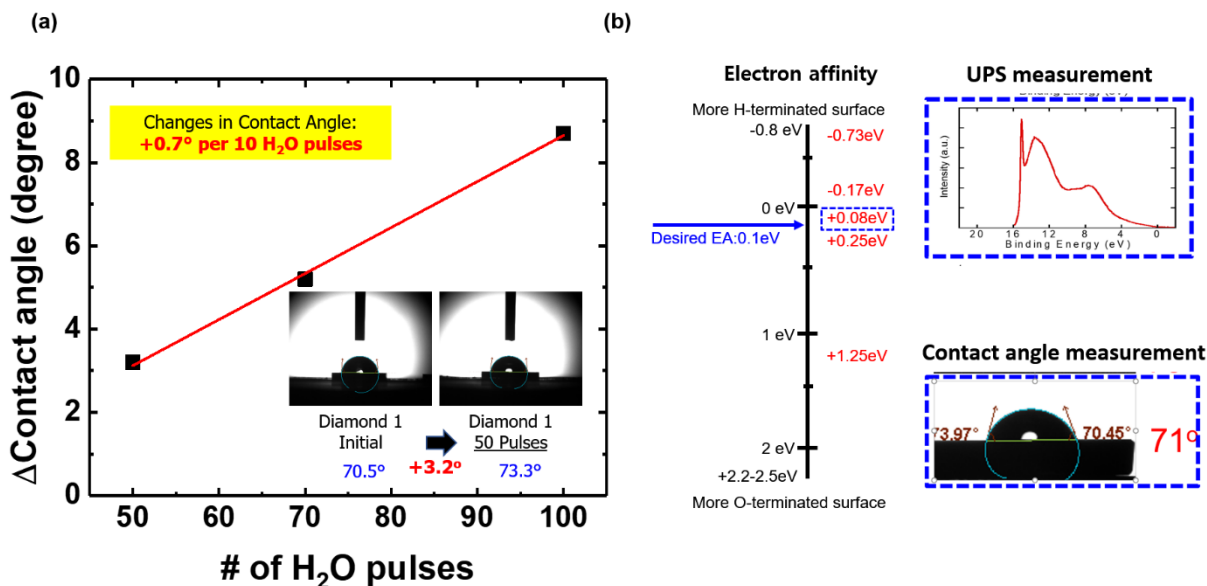 (a)
10
8
6
4
2
0
ΔContact angle (degree)
Changes in Contact Angle:
+0.7° per 10 H₂O pulses
Diamond 1
Initial
70.5°
+3.2°
Diamond 1
50 Pulses
73.3°
50
60
70
80
90
100
# of H₂O pulses
(b)
Electron affinity
More H-terminated surface
-0.8 eV
-0.73eV
-0.17eV
0 eV
+0.08eV
Desired EA:0.1eV
+0.25eV
1 eV
+1.25eV
2 eV
+2.2-2.5eV
More O-terminated surface
UPS measurement
Intensity (a.u.)
20
16
12
8
4
0
Binding Energy (eV)
Contact angle measurement
73.97°
70.45°
71°